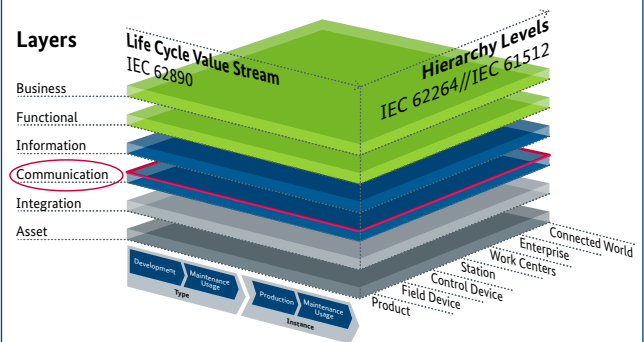 Layers
Life Cycle Value Stream
IEC 62890
Hierarchy Levels
IEC 62264//IEC 61512
Business
Functional
Information
Communication
Integration
Asset
Development
Maintenance
Usage
Type
Production
Maintenance
Usage
Instance
Product
Field Device
Control Device
Station
Work Centers
Enterprise
Connected World